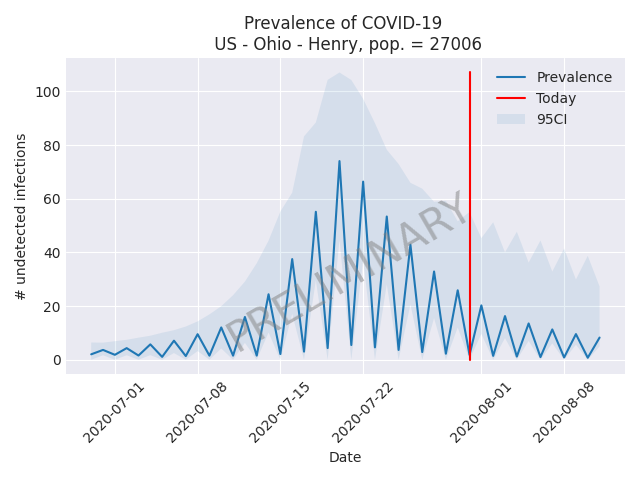 Prevalence of COVID-19
US - Ohio - Henry, pop. = 27006
Prevalence
Today
95CI
PRELIMINARY
# undetected infections
100
80
60
40
20
0
2020-07-01
2020-07-08
2020-07-15
2020-07-22
2020-08-01
2020-08-08
Date